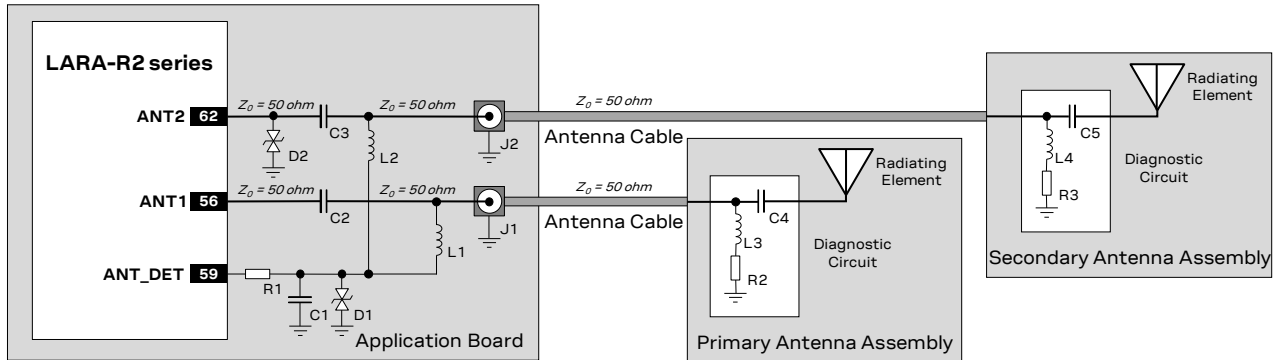 LARA-R2 series
ANT2 62
Z₀ = 50 ohm
C3
Z₀ = 50 ohm
D2
L2
J2
Z₀ = 50 ohm
Antenna Cable
ANT1 56
Z₀ = 50 ohm
C2
Z₀ = 50 ohm
J1
L1
Z₀ = 50 ohm
Antenna Cable
ANT_DET 59
R1
C1
D1
Application Board
Radiating
Element
C4
L3
R2
Diagnostic
Circuit
Primary Antenna Assembly
Radiating
Element
C5
L4
R3
Diagnostic
Circuit
Secondary Antenna Assembly